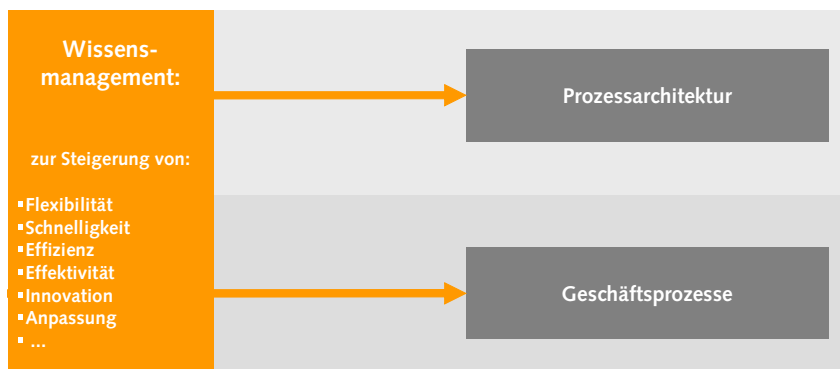 Wissens-
management:
zur Steigerung von:
▪Flexibilität
▪Schnelligkeit
▪Effizienz
▪Effektivität
▪Innovation
▪Anpassung
▪ ...
Prozessarchitektur
Geschäftsprozesse